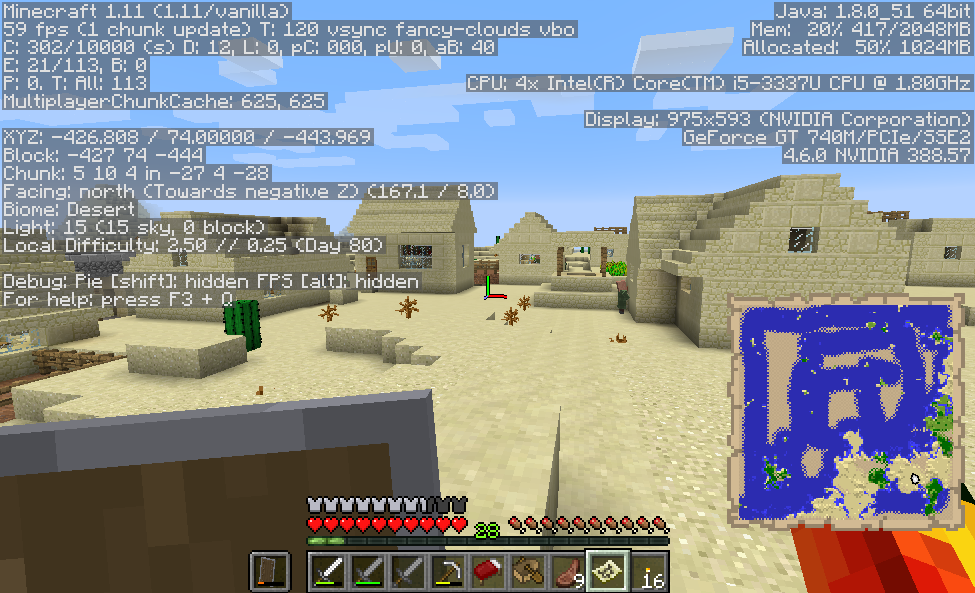 Minecraft 1.11 (1.11/vanilla)
59 fps (1 chunk update) T: 120 vsync fancy-clouds vbo
C: 302/10000 (s) D: 12, L: 0, pC: 000, pU: 0, aB: 40
E: 21/113, B: 0
P: 0, T: All: 113
MultiplayerChunkCache: 625, 625
XYZ: -426.808 / 74.00000 / -443.969
Block: -427 74 -444
Chunk: 5 10 4 in -27 4 -28
Facing: north (Towards negative Z) (167.1 / 8.0)
Biome: Desert
Light: 15 (15 sky, 0 block)
Local Difficulty: 2.50 // 0.25 (Day 80)
Debug: Pie [shift]: hidden FPS [alt]: hidden
For help: press F3 + Q
Java: 1.8.0_51 64bit
Mem: 20% 417/2048MB
Allocated: 50% 1024MB
CPU: 4x Intel(R) Core(TM) i5-3337U CPU @ 1.80GHz
Display: 975x593 (NVIDIA Corporation)
GeForce GT 740M/PCIe/SSE2
4.6.0 NVIDIA 388.57
28
9
16